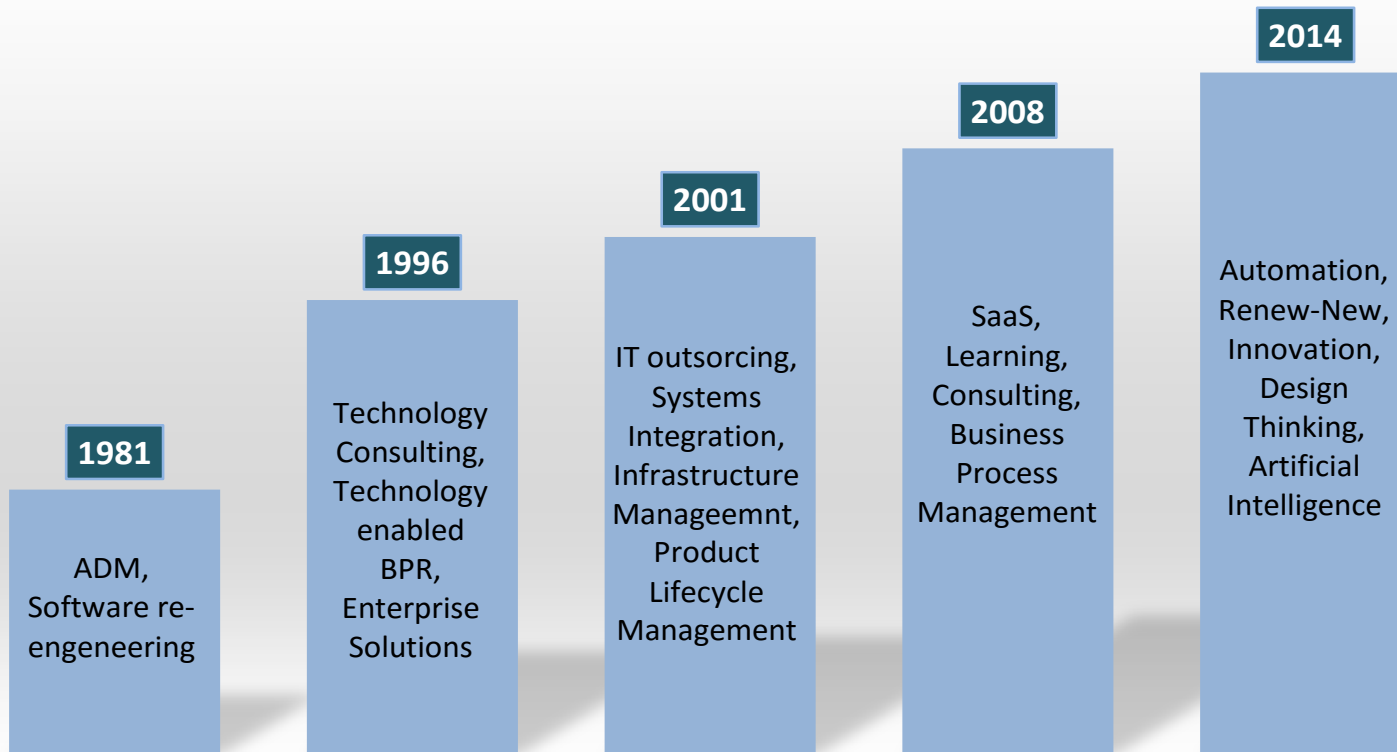 1981
ADM,
Software re-
engeneering
1996
Technology
Consulting,
Technology
enabled
BPR,
Enterprise
Solutions
2001
IT outsorcing,
Systems
Integration,
Infrastructure
Manageemnt,
Product
Lifecycle
Management
2008
SaaS,
Learning,
Consulting,
Business
Process
Management
2014
Automation,
Renew-New,
Innovation,
Design
Thinking,
Artificial
Intelligence